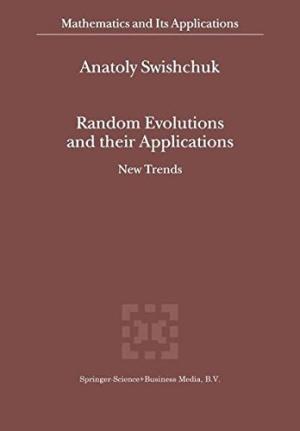 Mathematics and Its Applications
Anatoly Swishchuk
Random Evolutions
and their Applications
New Trends
Springer-Science+Business Media, B.V.